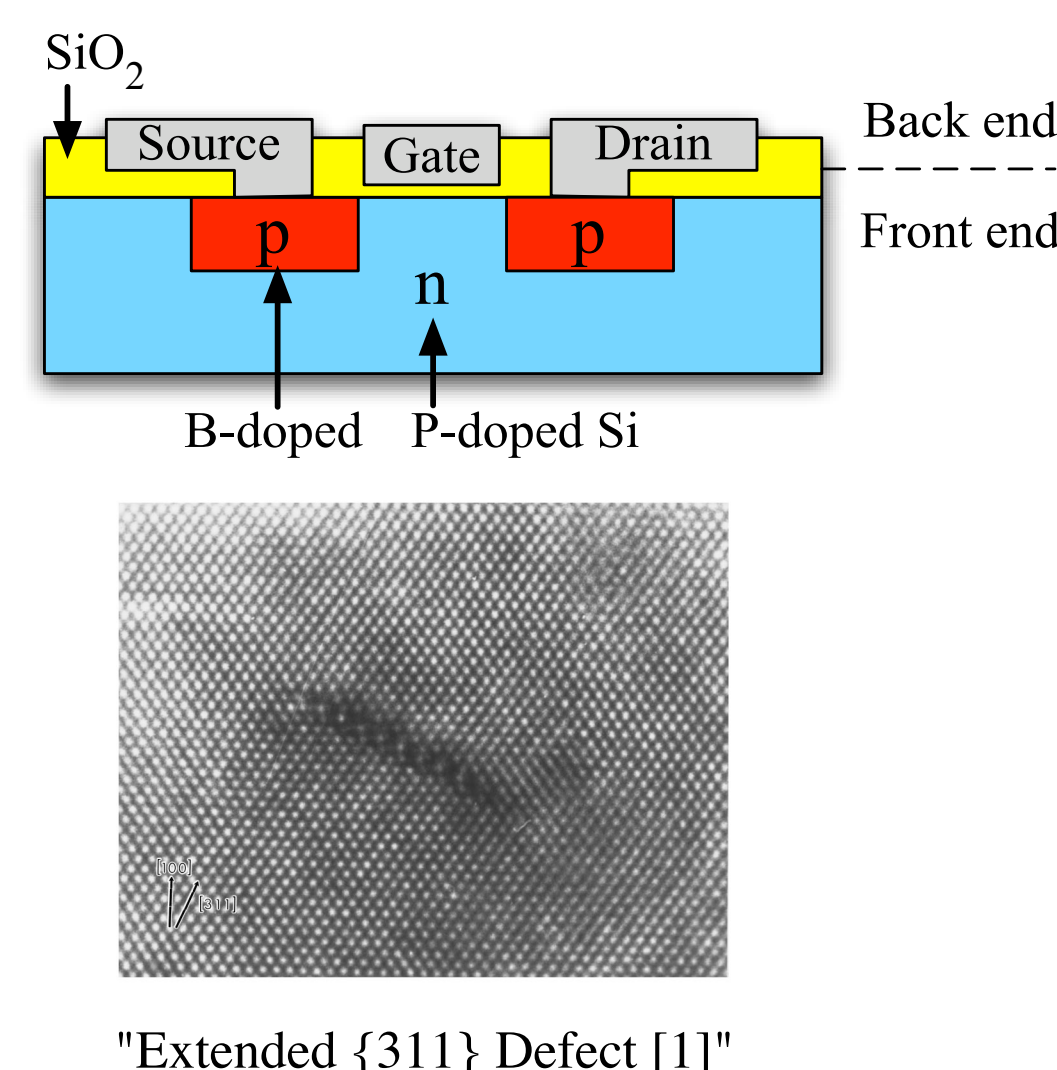 SiO2
Source
Gate
Drain
Back end
Front end
p
p
n
B-doped
P-doped Si
[100]
[311]
"Extended {311} Defect [1]"